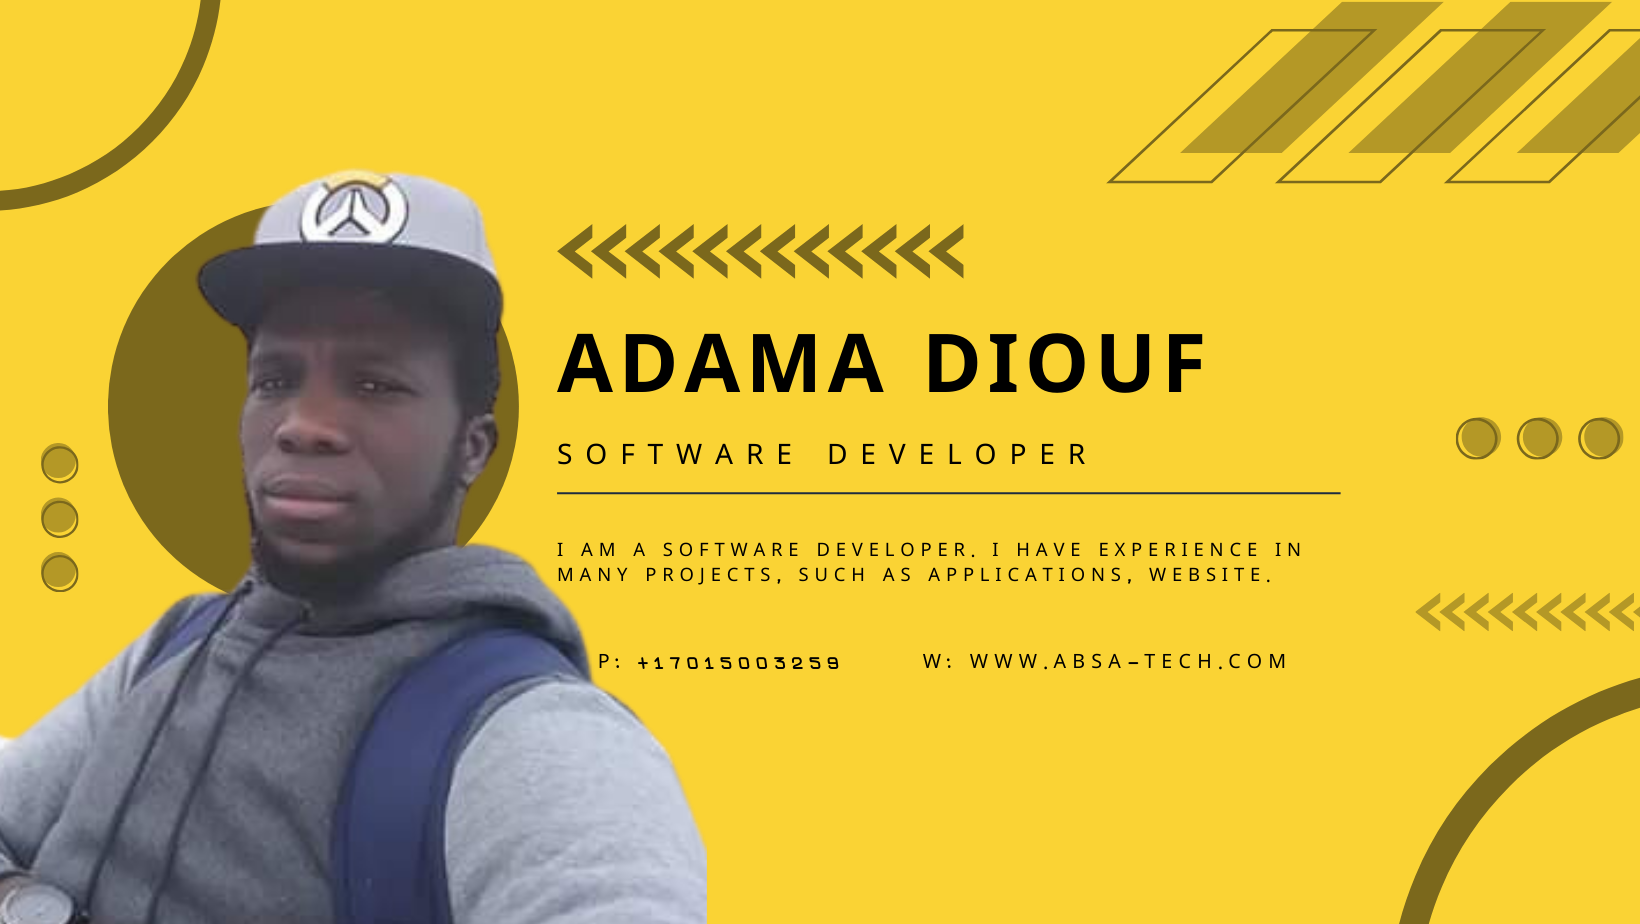 ADAMA DIOUF
SOFTWARE DEVELOPER
I AM A SOFTWARE DEVELOPER. I HAVE EXPERIENCE IN
MANY PROJECTS, SUCH AS APPLICATIONS, WEBSITE.
P: +17015003259 W: WWW.ABSA-TECH.COM